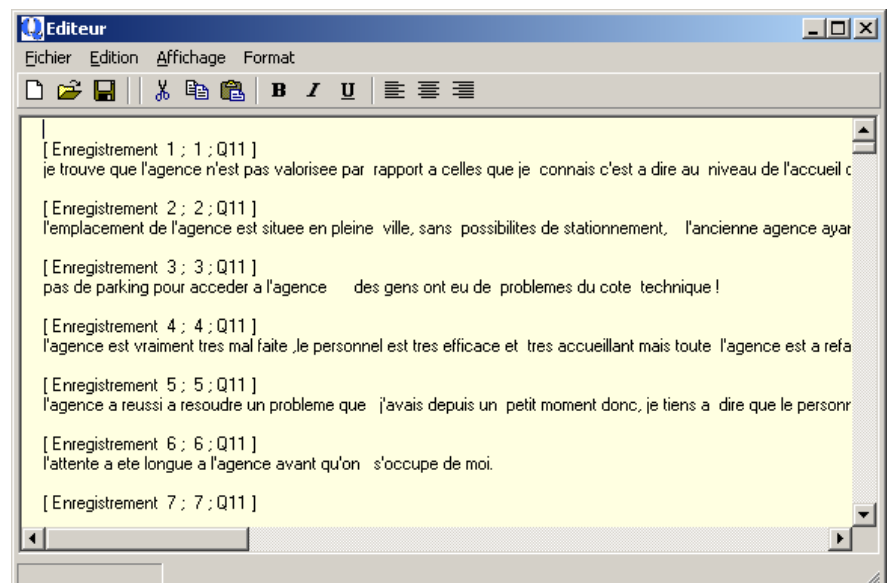 Editeur
Fichier Edition Affichage Format
B I U
[ Enregistrement 1 ; 1 ; Q11 ]
je trouve que l'agence n'est pas valorisee par rapport a celles que je connais c'est a dire au niveau de l'accueil
[ Enregistrement 2 ; 2 ; Q11 ]
l'emplacement de l'agence est situee en pleine ville, sans possibilites de stationnement, l'ancienne agence
[ Enregistrement 3 ; 3 ; Q11 ]
pas de parking pour acceder a l'agence des gens ont eu de problemes du cote technique !
[ Enregistrement 4 ; 4 ; Q11 ]
l'agence est vraiment tres mal faite ,le personnel est tres efficace et tres accueillant mais toute l'agence est a refa
[ Enregistrement 5 ; 5 ; Q11 ]
l'agence a reussi a resoudre un probleme que j'avais depuis un petit moment donc, je tiens a dire que le personr
[ Enregistrement 6 ; 6 ; Q11 ]
l'attente a ete longue a l'agence avant qu'on s'occupe de moi.
[ Enregistrement 7 ; 7 ; Q11 ]